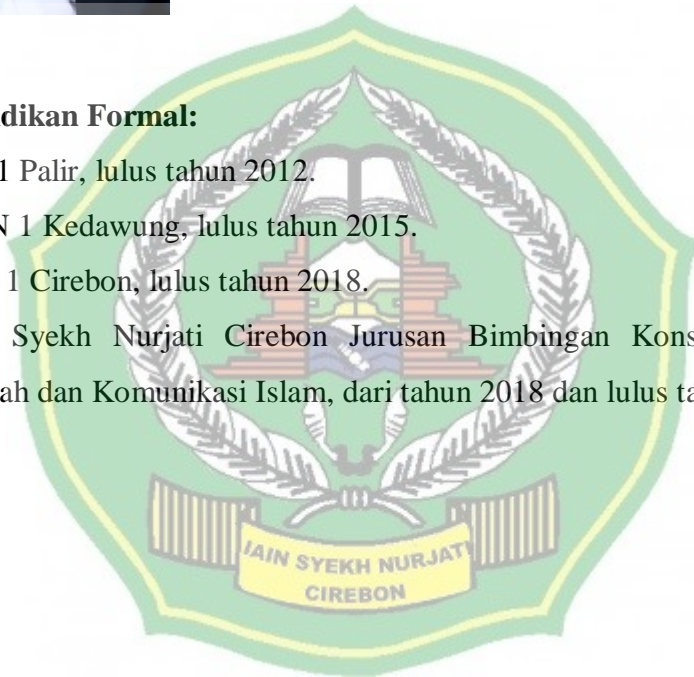 dikan Formal:
1 Palir, lulus tahun 2012.
N 1 Kedawung, lulus tahun 2015.
1 Cirebon, lulus tahun 2018.
Syekh Nurjati Cirebon Jurusan Bimbingan Kons
ah dan Komunikasi Islam, dari tahun 2018 dan lulus ta
IAIN SYEKH NURJATI
CIREBON